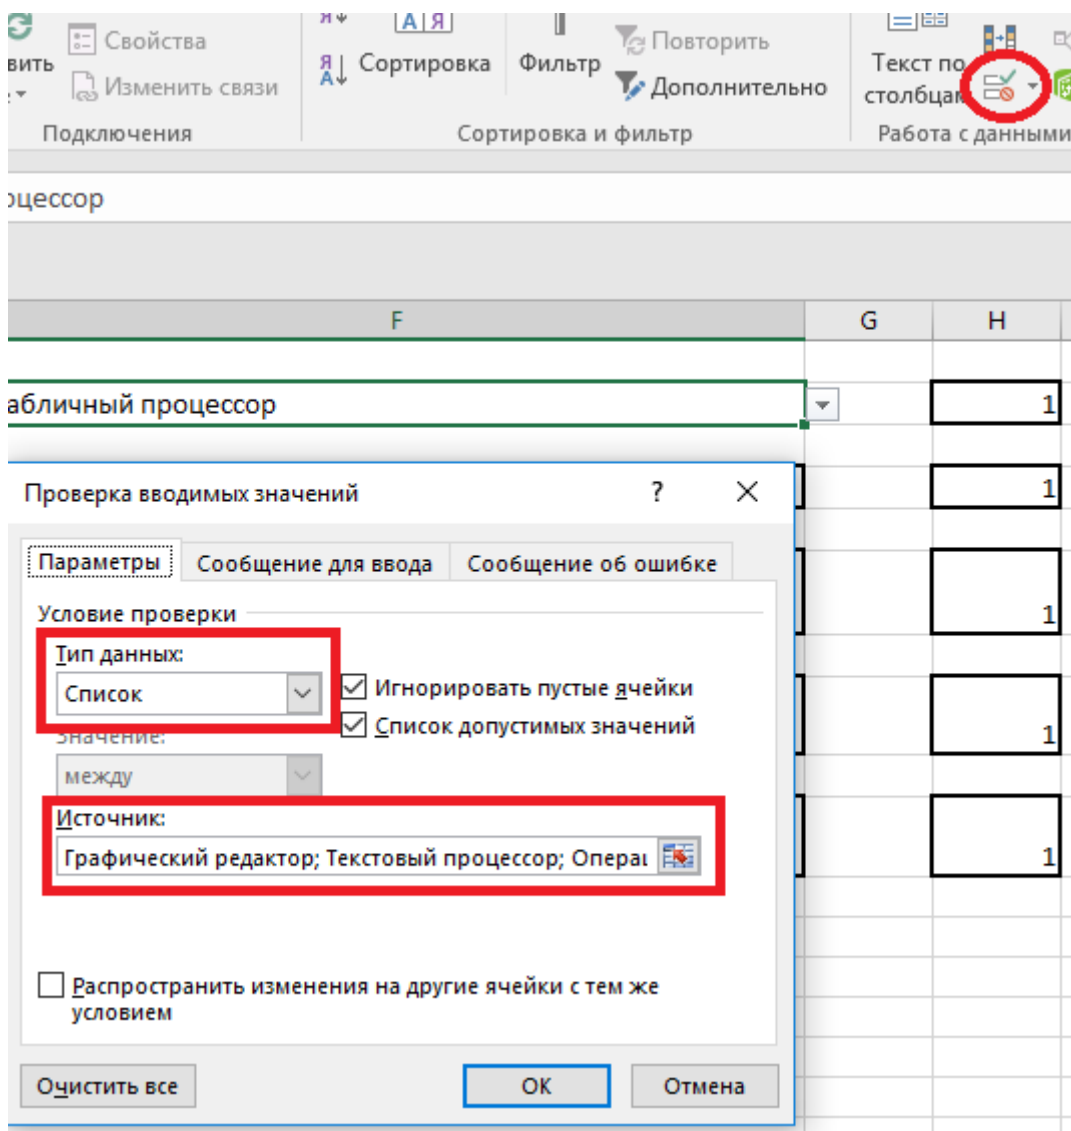 Свойства
вить
Изменить связи
Подключения
Я
А Я
Я
А
Сортировка
Фильтр
Повторить
Дополнительно
Сортировка и фильтр
Текст по
столбцам
Работа с данными
оцессор
F G H
абличный процессор 1
Проверка вводимых значений ?
1
Параметры Сообщение для ввода Сообщение об ошибке
Условие проверки
1
Тип данных:
Список
Игнорировать пустые ячейки
Список допустимых значений
Значение:
1
между
Источник:
Графический редактор; Текстовый процессор; Операц
1
Распространить изменения на другие ячейки с тем же
условием
Очистить все ОК Отмена